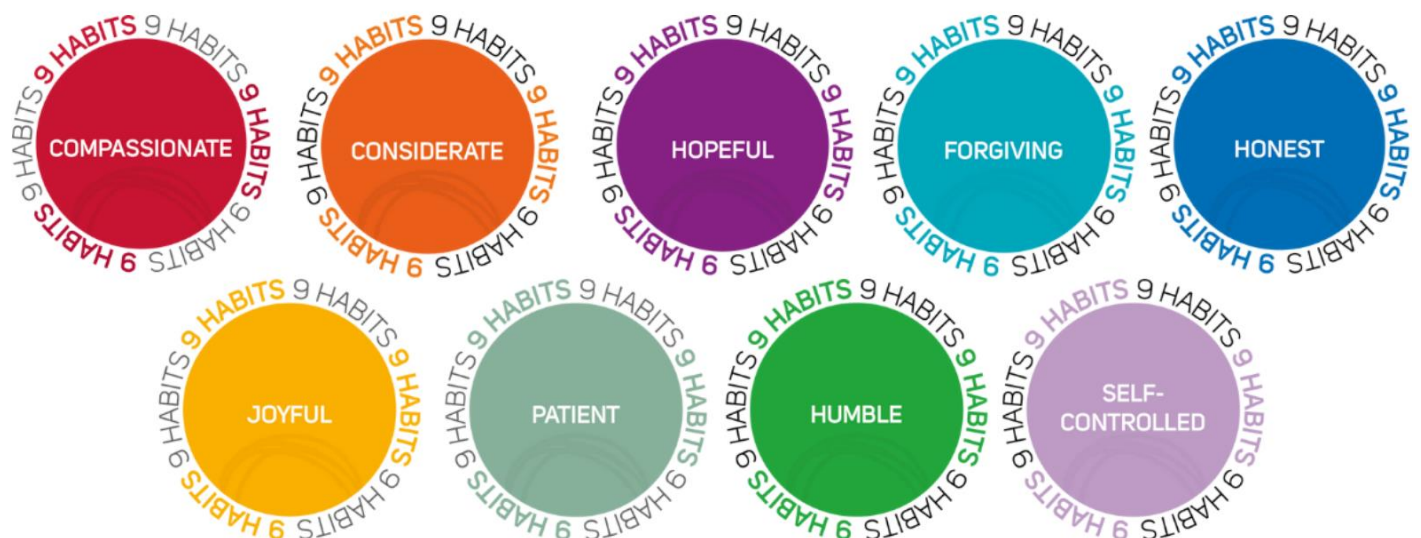 9 HABITS 9 HABITS 9 HABITS 9 HABITS 9 HABITS 9 HABITS
COMPASSIONATE
9 HABITS 9 HABITS 9 HABITS 9 HABITS 9 HABITS 9 HABITS
CONSIDERATE
9 HABITS 9 HABITS 9 HABITS 9 HABITS 9 HABITS 9 HABITS
HOPEFUL
9 HABITS 9 HABITS 9 HABITS 9 HABITS 9 HABITS 9 HABITS
FORGIVING
9 HABITS 9 HABITS 9 HABITS 9 HABITS 9 HABITS 9 HABITS
HONEST
9 HABITS 9 HABITS 9 HABITS 9 HABITS 9 HABITS 9 HABITS
JOYFUL
9 HABITS 9 HABITS 9 HABITS 9 HABITS 9 HABITS 9 HABITS
PATIENT
9 HABITS 9 HABITS 9 HABITS 9 HABITS 9 HABITS 9 HABITS
HUMBLE
9 HABITS 9 HABITS 9 HABITS 9 HABITS 9 HABITS 9 HABITS
SELF-
CONTROLLED